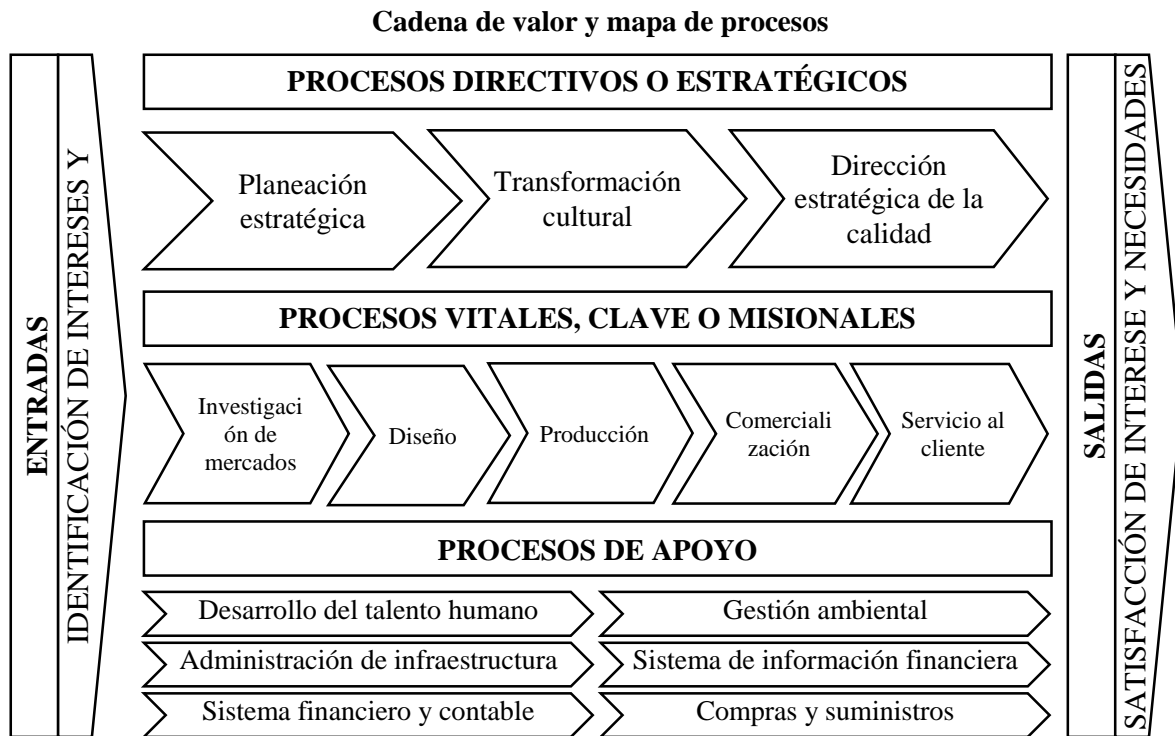 Cadena de valor y mapa de procesos
ENTRADAS
IDENTIFICACIÓN DE INTERESES Y
PROCESOS DIRECTIVOS O ESTRATÉGICOS
Planeación
estratégica
Transformación
cultural
Dirección
estratégica de la
calidad
PROCESOS VITALES, CLAVE O MISIONALES
Investigaci
ón de
mercados
Diseño
Producción
Comerciali
zación
Servicio al
cliente
PROCESOS DE APOYO
Desarrollo del talento humano
Gestión ambiental
Administración de infraestructura
Sistema de información financiera
Sistema financiero y contable
Compras y suministros
SALIDAS
SATISFACCIÓN DE INTERESE Y NECESIDADES